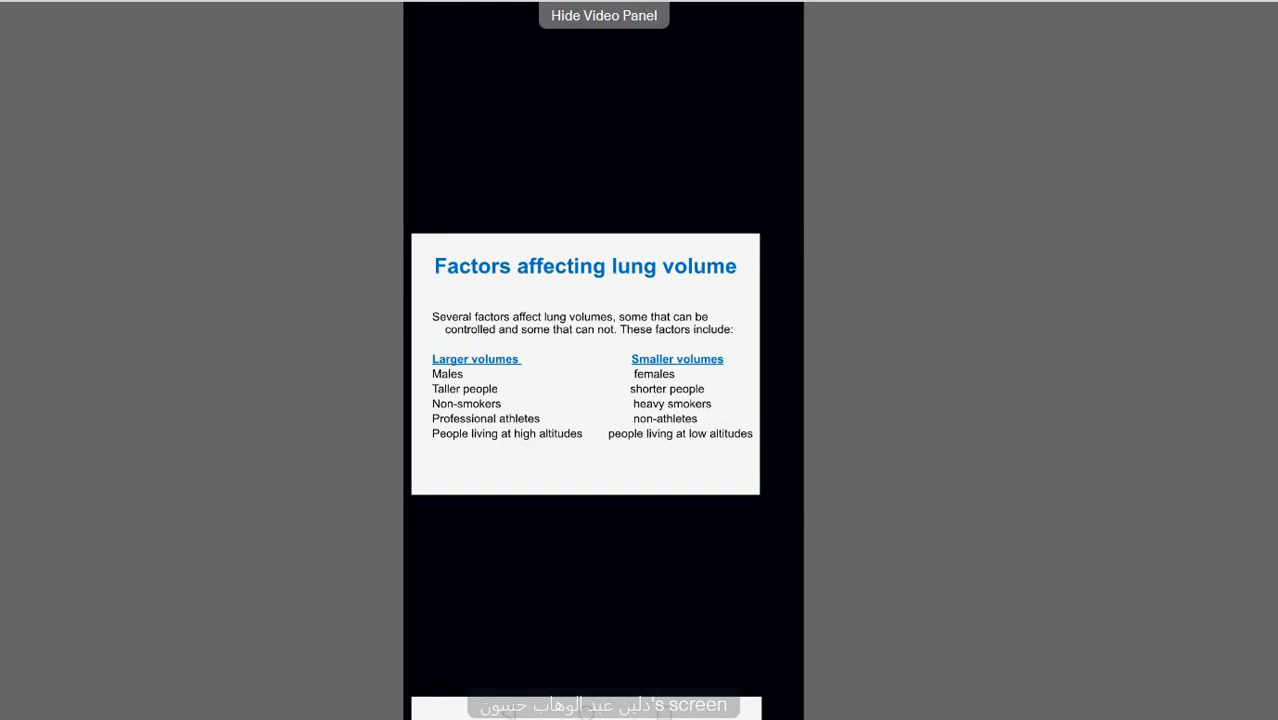 Hide Video Panel
Factors affecting lung volume
Several factors affect lung volumes, some that can be
controlled and some that can not. These factors include:
Larger volumes Smaller volumes
Males females
Taller people shorter people
Non-smokers heavy smokers
Professional athletes non-athletes
People living at high altitudes people living at low altitudes
دلين عبد الوهاب حسون's screen